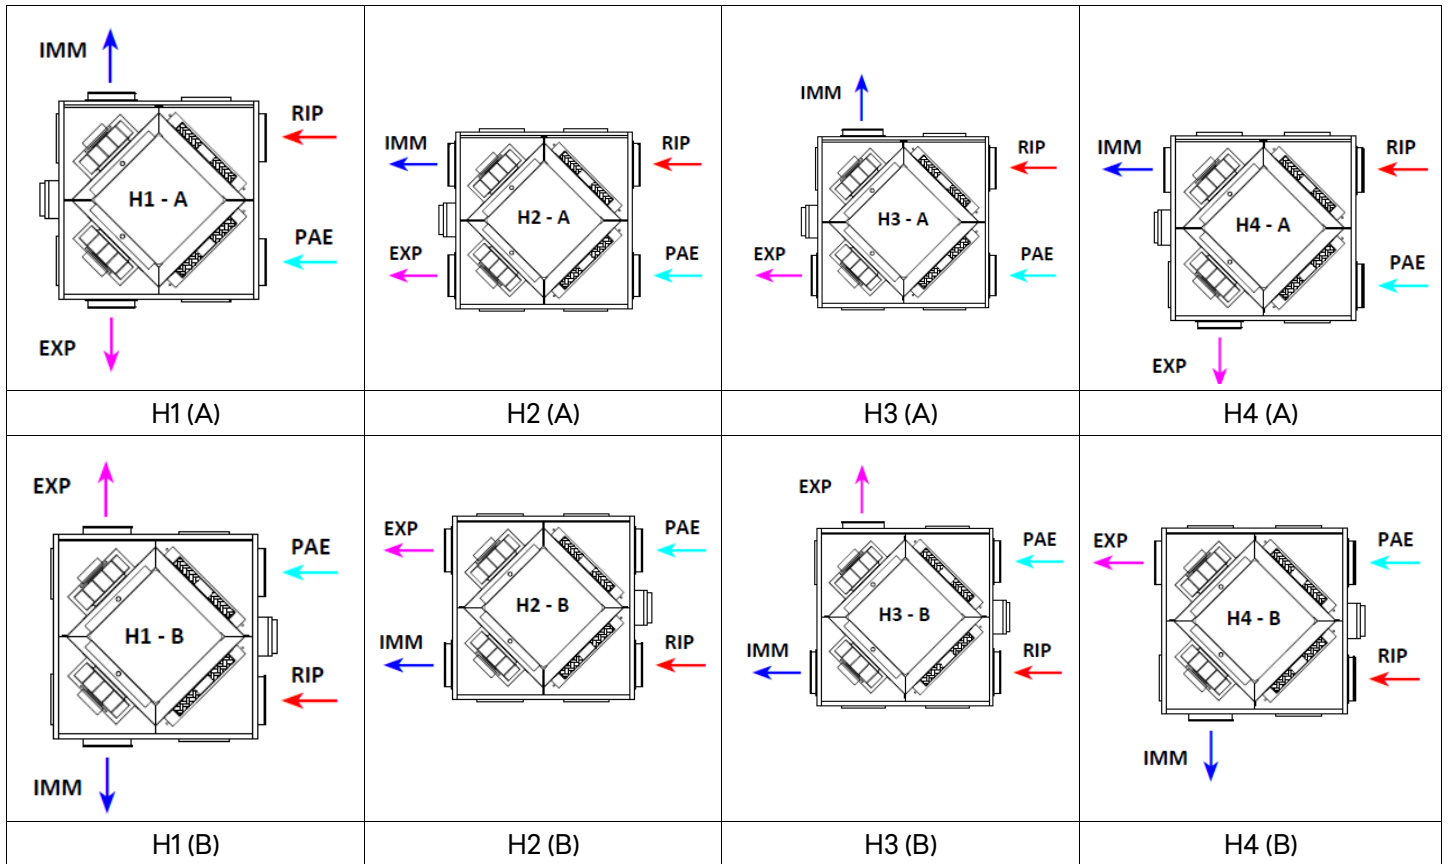 IMM
RIP
H1 - A
PAE
EXP
IMM
RIP
H2 - A
EXP
PAE
IMM
RIP
H3 - A
EXP
PAE
IMM
RIP
H4 - A
PAE
EXP
H1 (A)
H2 (A)
H3 (A)
H4 (A)
EXP
PAE
H1 - B
RIP
IMM
EXP
PAE
H2 - B
IMM
RIP
EXP
PAE
H3 - B
IMM
RIP
EXP
PAE
H4 - B
RIP
IMM
H1 (B)
H2 (B)
H3 (B)
H4 (B)